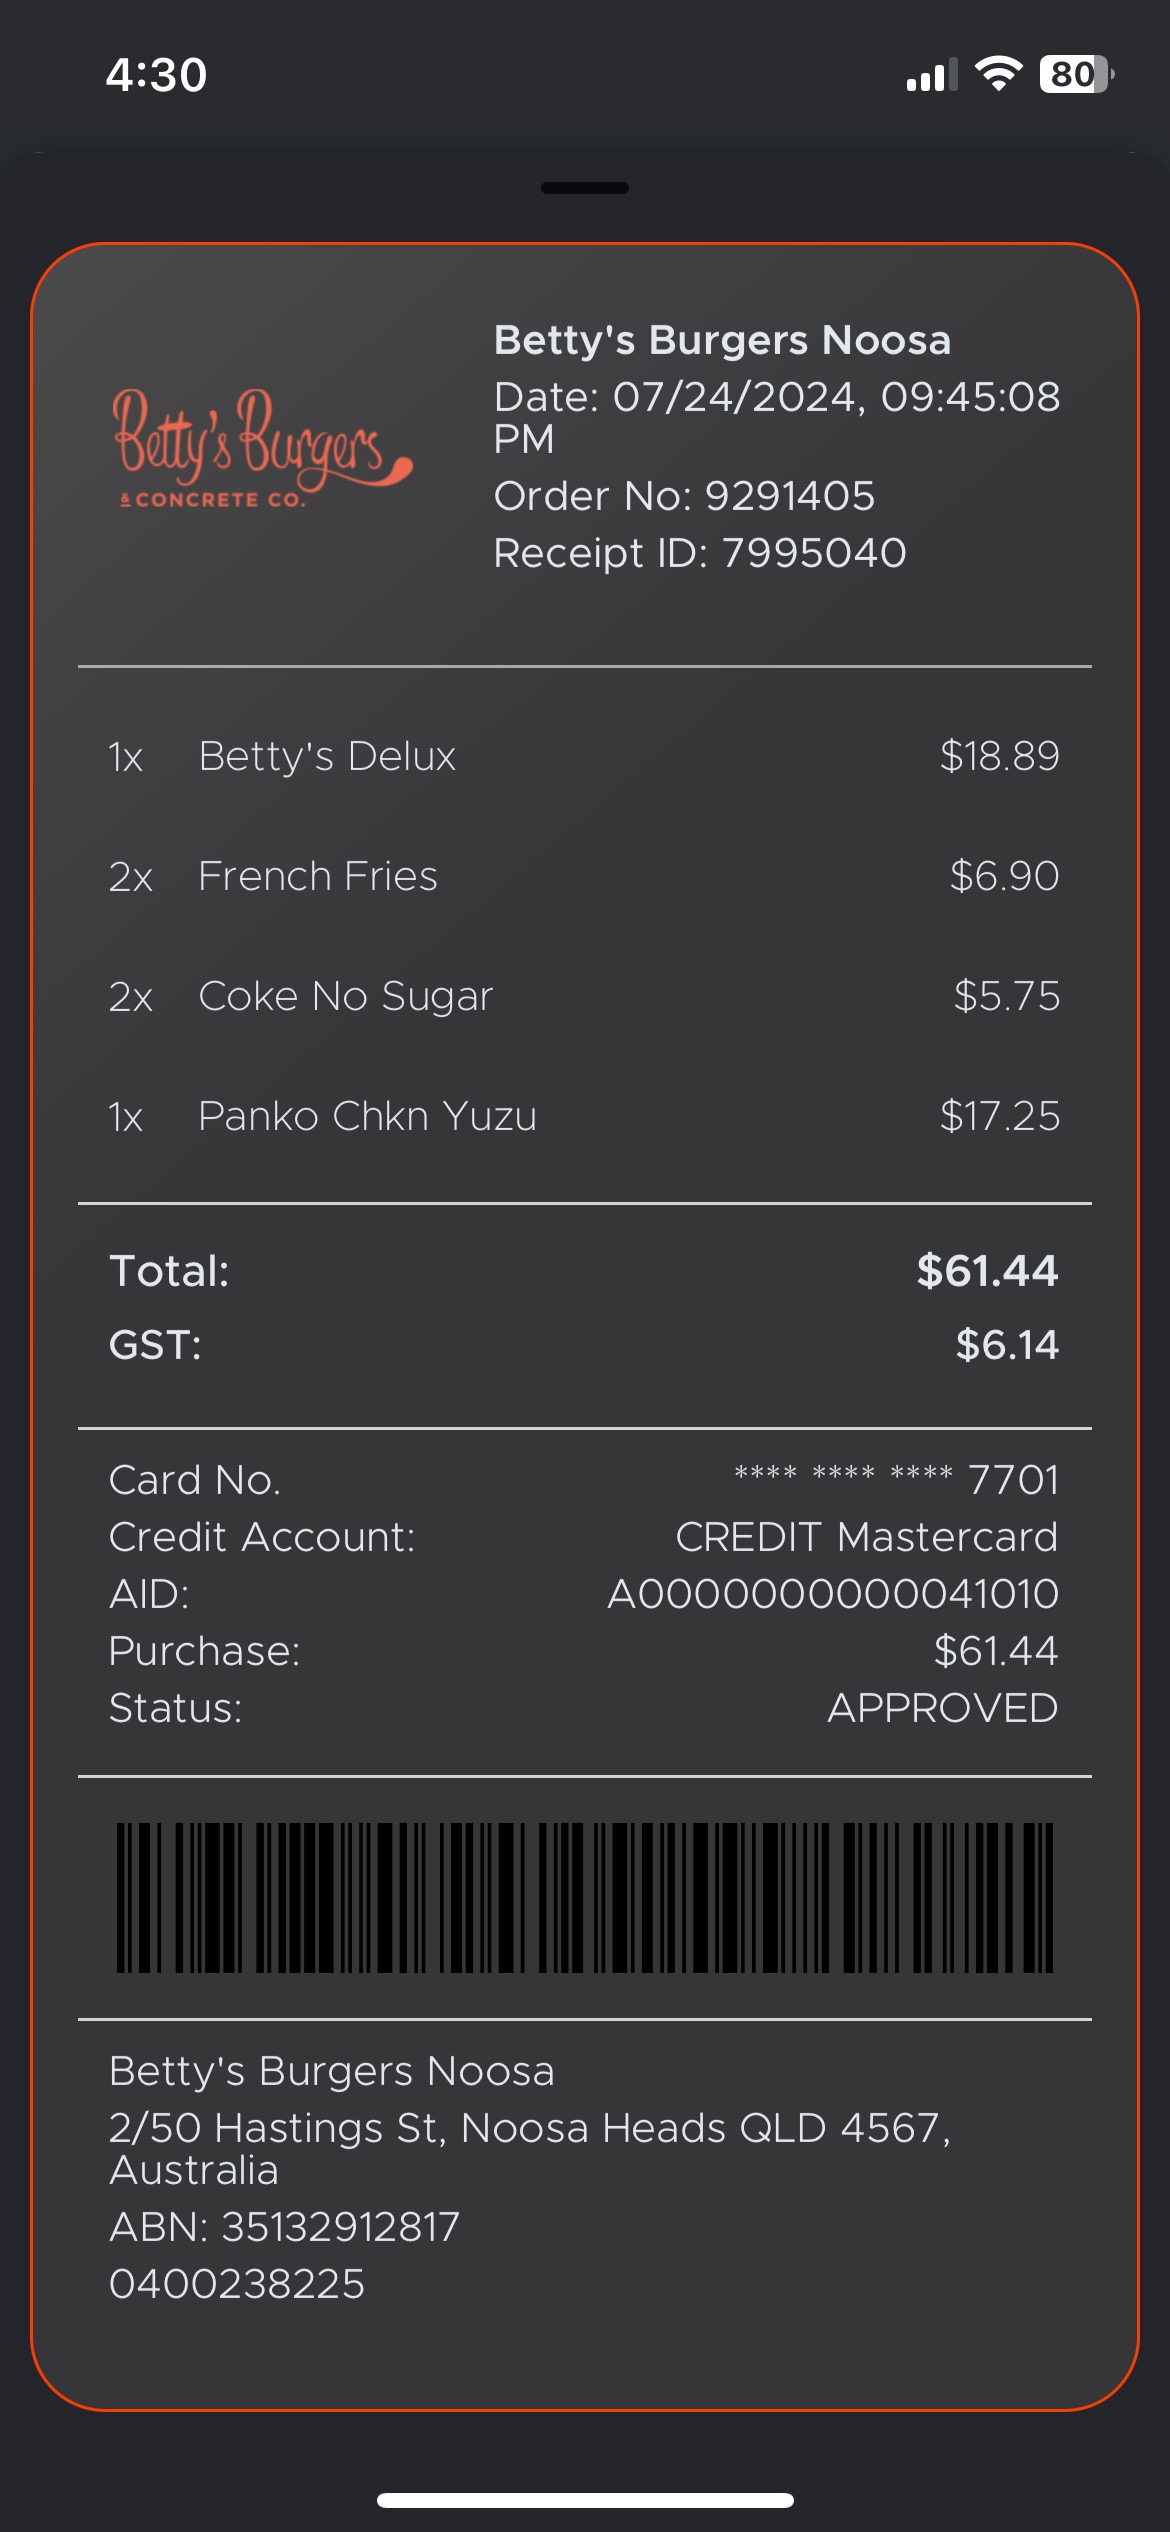 4:30
80
Betty's Burgers
& CONCRETE CO.
Betty's Burgers Noosa
Date: 07/24/2024, 09:45:08
PM
Order No: 9291405
Receipt ID: 7995040
1x Betty's Delux $18.89
2x French Fries $6.90
2x Coke No Sugar $5.75
1x Panko Chkn Yuzu $17.25
Total: $61.44
GST: $6.14
Card No. **** **** **** 7701
Credit Account: CREDIT Mastercard
AID: A0000000000041010
Purchase: $61.44
Status: APPROVED
Betty's Burgers Noosa
2/50 Hastings St, Noosa Heads QLD 4567,
Australia
ABN: 35132912817
0400238225